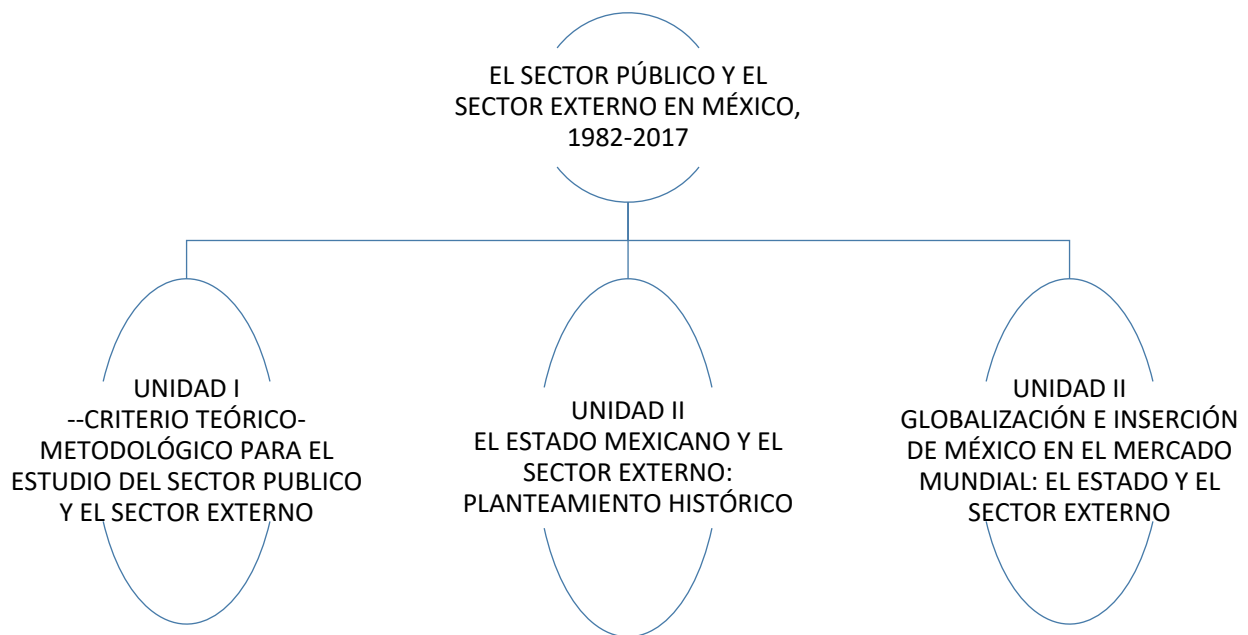 EL SECTOR PÚBLICO Y EL
SECTOR EXTERNO EN MÉXICO,
1982-2017
UNIDAD I
--CRITERIO TEÓRICO-
METODOLÓGICO PARA EL
ESTUDIO DEL SECTOR PUBLICO
Y EL SECTOR EXTERNO
UNIDAD II
EL ESTADO MEXICANO Y EL
SECTOR EXTERNO:
PLANTEAMIENTO HISTÓRICO
UNIDAD II
GLOBALIZACIÓN E INSERCIÓN
DE MÉXICO EN EL MERCADO
MUNDIAL: EL ESTADO Y EL
SECTOR EXTERNO